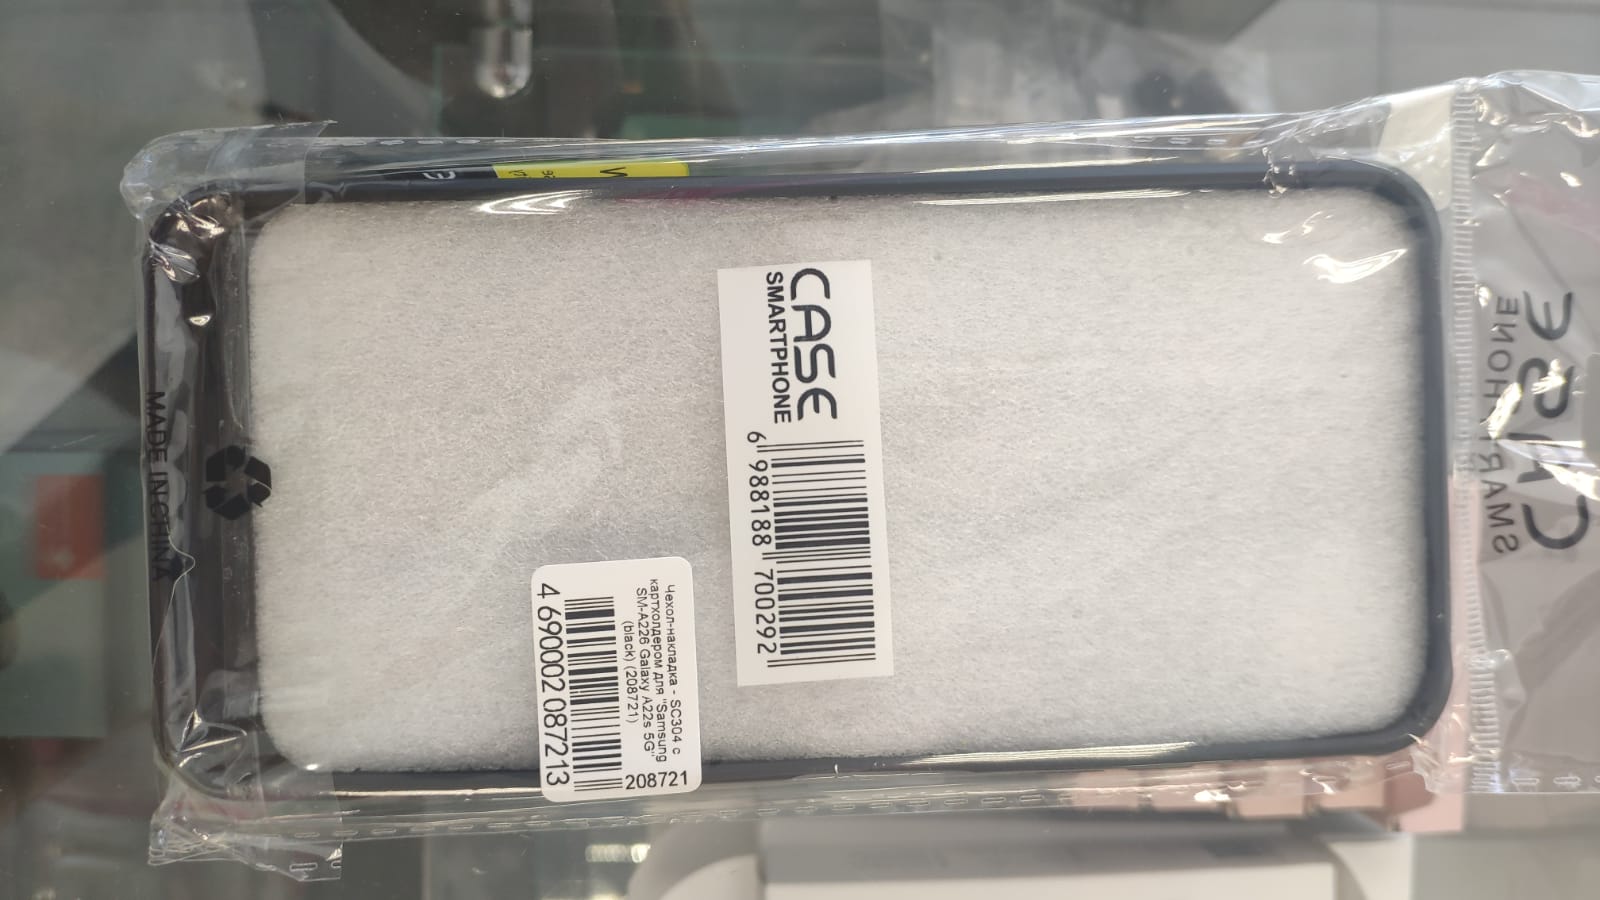 CASE
SMARTPHONE
6 988188 700292
Чехол-накладка - SC304 с
картхолдером для "Samsung
SM-A226 Galaxy A22s 5G"
(black) (208721)
208721
4 690002 087213
MADE IN CHINA
CASE
SMARTPHONE